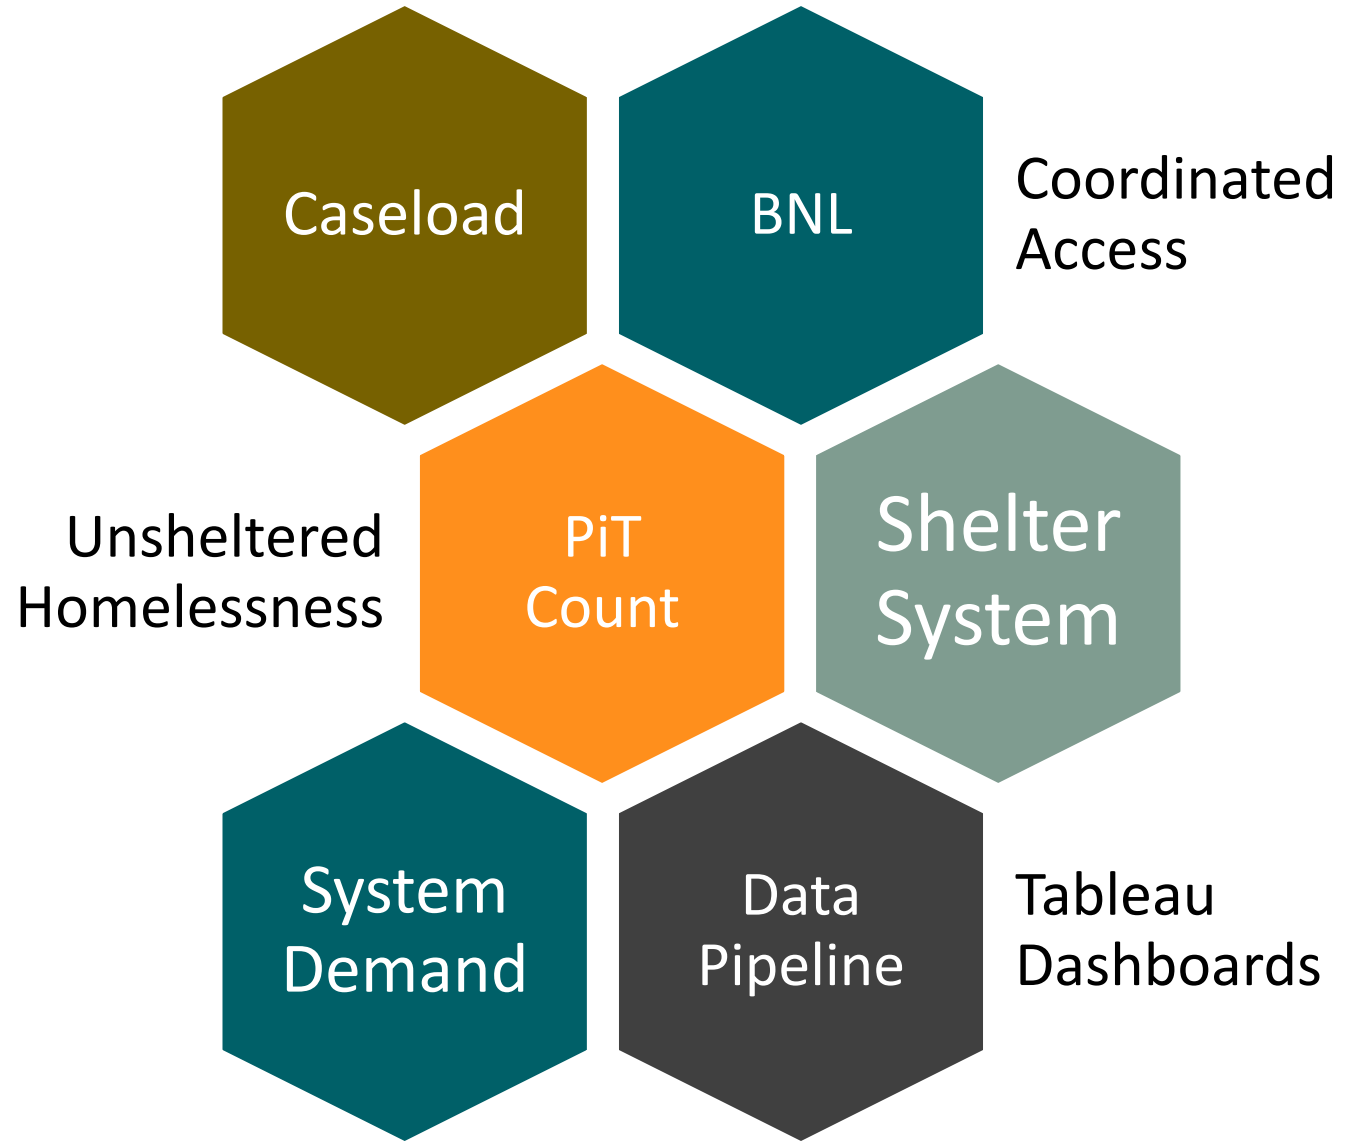 Caseload
BNL
Coordinated
Access
Unsheltered
Homelessness
PiT
Count
Shelter
System
System
Demand
Data
Pipeline
Tableau
Dashboards